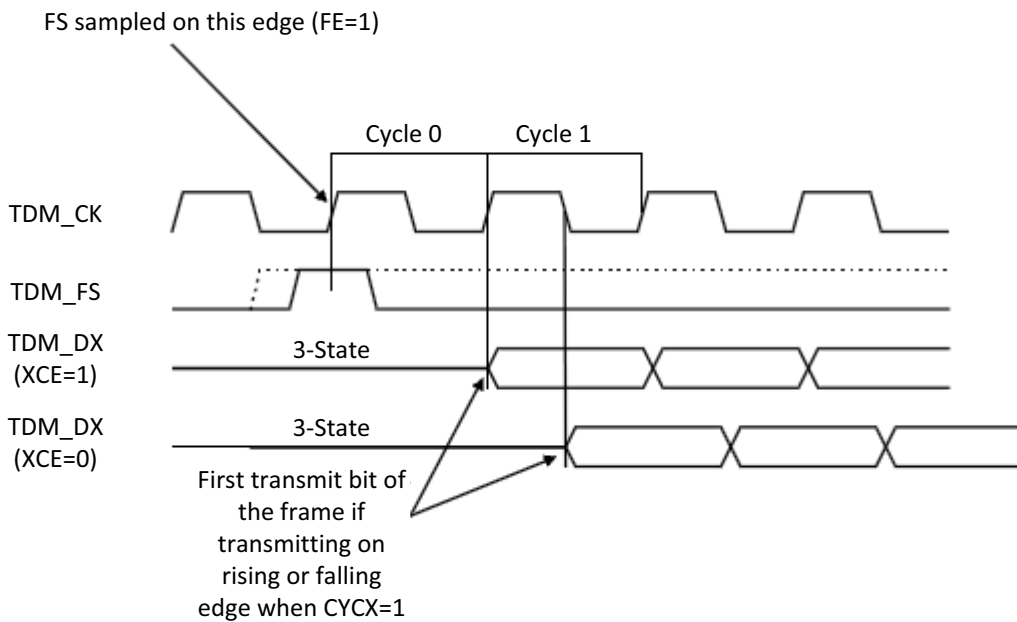 FS sampled on this edge (FE=1)
Cycle 0
Cycle 1
TDM_CK
TDM_FS
TDM_DX
(XCE=1)
3-State
TDM_DX
(XCE=0)
3-State
First transmit bit of
the frame if
transmitting on
rising or falling
edge when CYCX=1